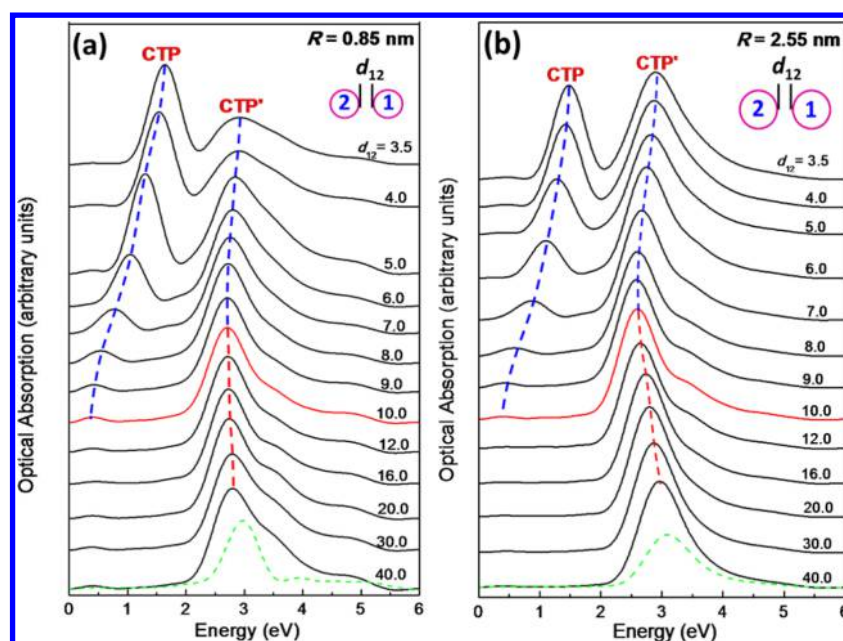 (a)
CTP
R = 0.85 nm
d12
2 1
CTP'
d12 = 3.5
4.0
5.0
6.0
7.0
8.0
9.0
10.0
12.0
16.0
20.0
30.0
40.0
Optical Absorption (arbitrary units)
0 1 2 3 4 5 6
Energy (eV)
(b)
R = 2.55 nm
CTP
CTP'
d12
2 1
d12 = 3.5
4.0
5.0
6.0
7.0
8.0
9.0
10.0
12.0
16.0
20.0
30.0
40.0
Optical Absorption (arbitrary units)
0 1 2 3 4 5 6
Energy (eV)